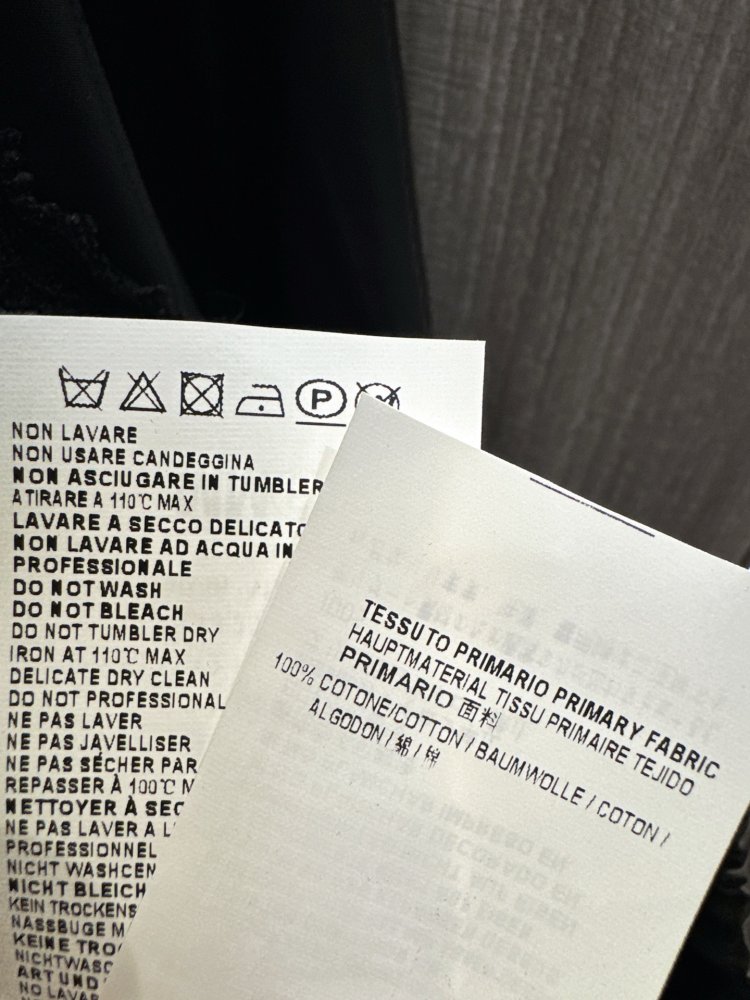 P
NON LAVARE
NON USARE CANDEGGINA
NON ASCIUGARE IN TUMBLER
A TIRARE A 110°C MAX
LAVARE A SECCO DELICATO
NON LAVARE AD ACQUA IN
PROFESSIONALE
DO NOT WASH
DO NOT BLEACH
DO NOT TUMBLER DRY
IRON AT 110°C MAX
DELICATE DRY CLEAN
DO NOT PROFESSIONAL
NE PAS LAVER
NE PAS JAVELLISER
NE PAS SÉCHER PAR
REPASSER À 100°C M
NETTOYER À SEC
NE PAS LAVER A L'
PROFESSIONNEL
NICHT WASHCEN
NICHT BLEICH
KEIN TROCKENS
NASSBUGE M
KEINE TRO
NICHTWASC
ART UND
NO LAVAR
TESSUTO PRIMARIO PRIMARY FABRIC
HAUPTMATERIAL TISSU PRIMAIRE TEJIDO
PRIMARIO 面料
100% COTONE/COTTON / BAUMWOLLE / COTON /
ALGODON / 綿 / 棉